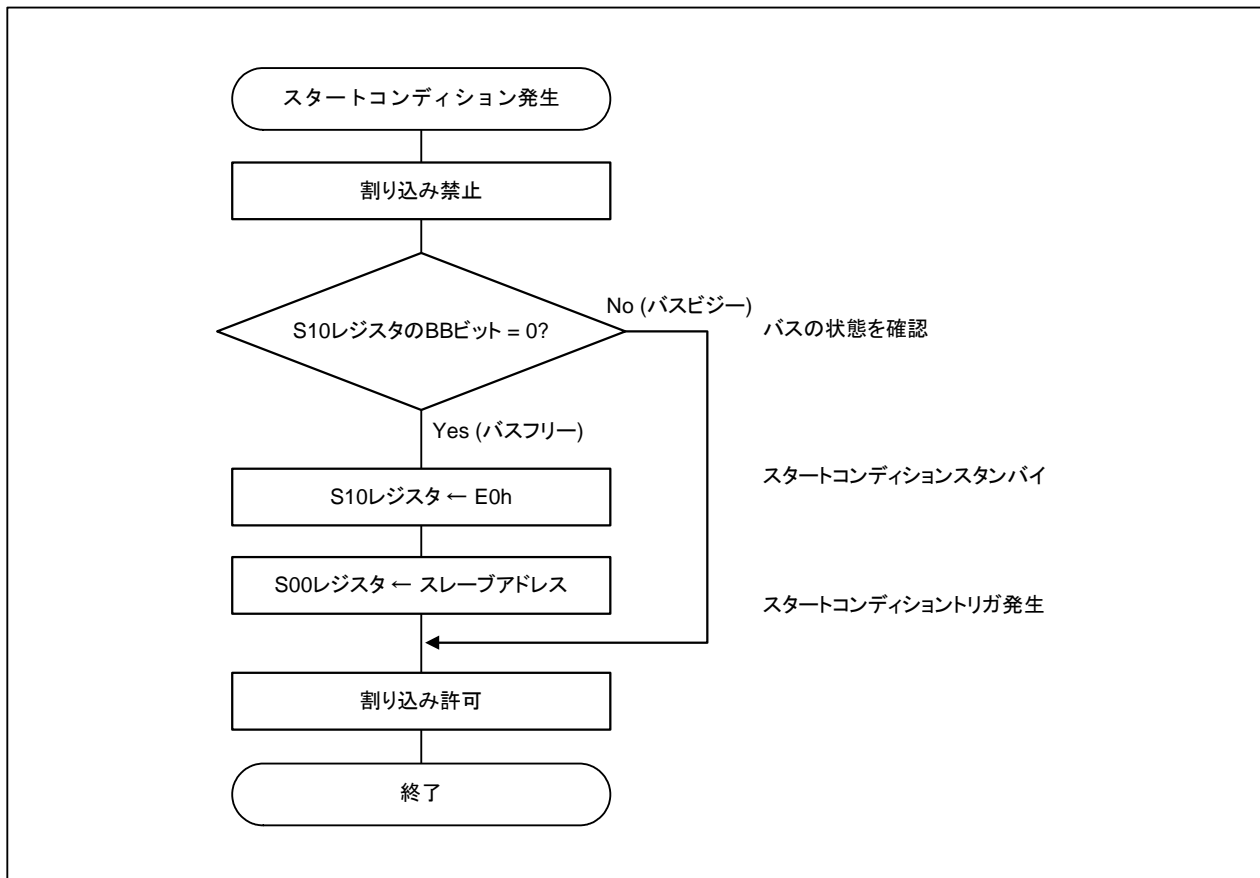 スタートコンディション発生
割り込み禁止
S10レジスタのBBビット = 0?
No (バスビジー)
バスの状態を確認
Yes (バスフリー)
S10レジスタ ← E0h
スタートコンディションスタンバイ
S00レジスタ ← スレーブアドレス
スタートコンディショントリガ発生
割り込み許可
終了